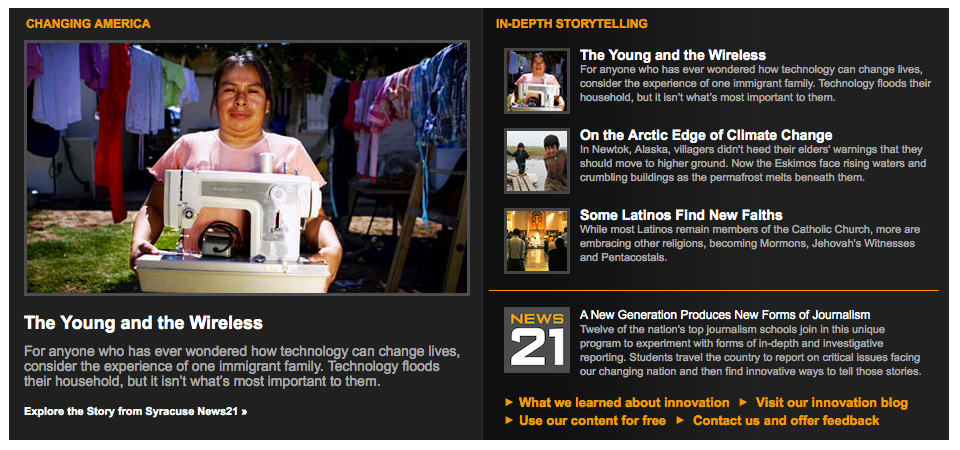 CHANGING AMERICA
The Young and the Wireless
For anyone who has ever wondered how technology can change lives,
consider the experience of one immigrant family. Technology floods
their household, but it isn't what's most important to them.
Explore the Story from Syracuse News21 »
IN-DEPTH STORYTELLING
The Young and the Wireless
For anyone who has ever wondered how technology can change lives,
consider the experience of one immigrant family. Technology floods their
household, but it isn't what's most important to them.
On the Arctic Edge of Climate Change
In Newtok, Alaska, villagers didn't heed their elders' warnings that they
should move to higher ground. Now the Eskimos face rising waters and
crumbling buildings as the permafrost melts beneath them.
Some Latinos Find New Faiths
While most Latinos remain members of the Catholic Church, more are
embracing other religions, becoming Mormons, Jehovah's Witnesses
and Pentacostals.
NEWS
21
A New Generation Produces New Forms of Journalism
Twelve of the nation's top journalism schools join in this unique
program to experiment with forms of in-depth and investigative
reporting. Students travel the country to report on critical issues facing
our changing nation and then find innovative ways to tell those stories.
► What we learned about innovation ► Visit our innovation blog
► Use our content for free ► Contact us and offer feedback